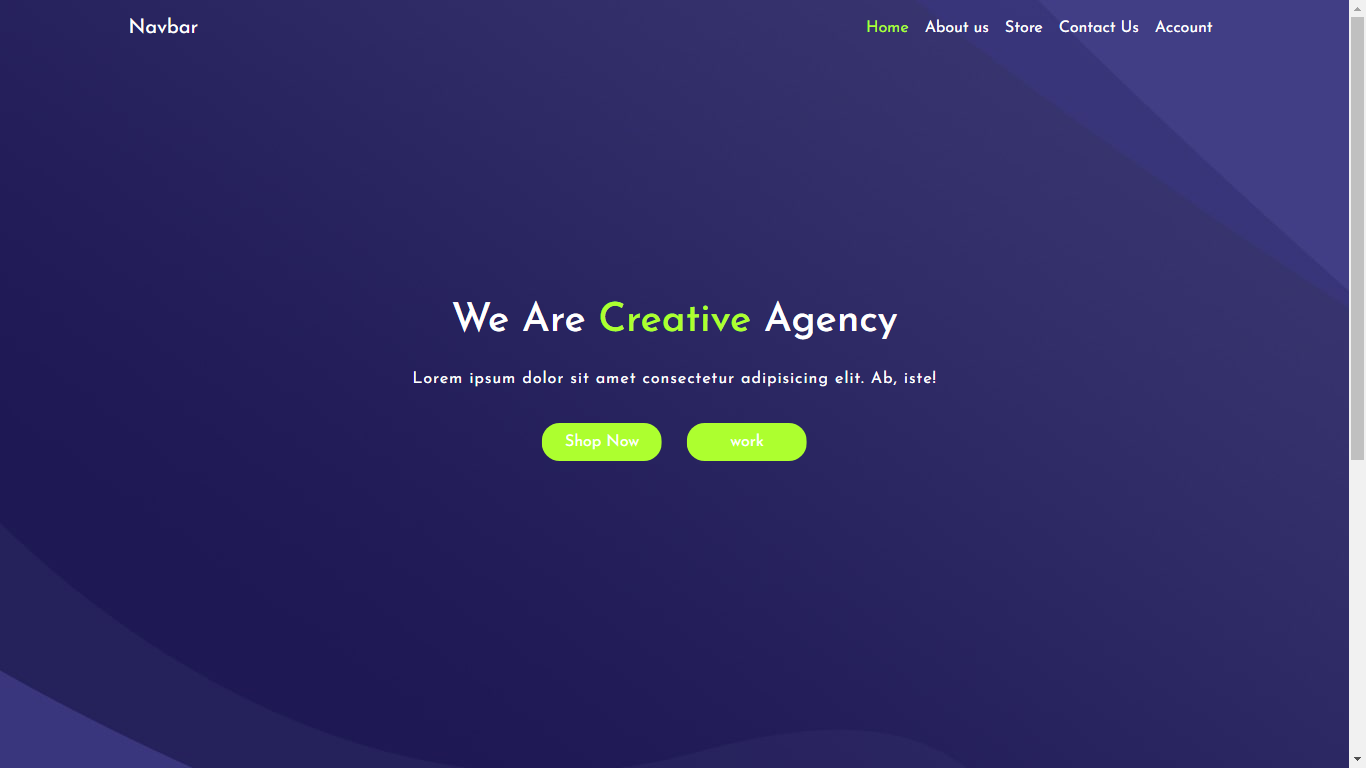 Navbar
Home About us Store Contact Us Account
We Are Creative Agency
Lorem ipsum dolor sit amet consectetur adipisicing elit. Ab, iste!
Shop Now work